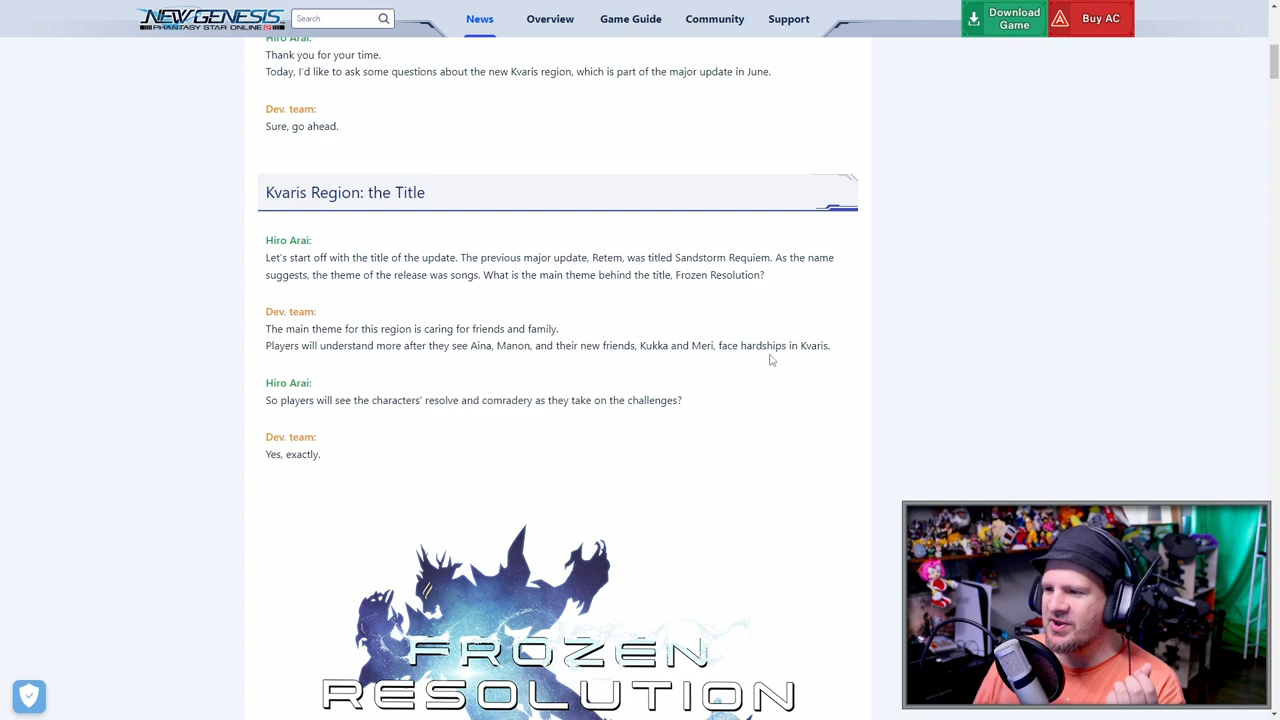 NEW GENESIS
PHANTASY STAR ONLINE 2
Search
News
Overview
Game Guide
Community
Support
Download
Game
Buy AC
Hiro Arai:
Thank you for your time.
Today, I'd like to ask some questions about the new Kvaris region, which is part of the major update in June.
Dev. team:
Sure, go ahead.
Kvaris Region: the Title
Hiro Arai:
Let's start off with the title of the update. The previous major update, Retem, was titled Sandstorm Requiem. As the name
suggests, the theme of the release was songs. What is the main theme behind the title, Frozen Resolution?
Dev. team:
The main theme for this region is caring for friends and family.
Players will understand more after they see Aina, Manon, and their new friends, Kukka and Meri, face hardships in Kvaris.
Hiro Arai:
So players will see the characters' resolve and comradery as they take on the challenges?
Dev. team:
Yes, exactly.
FROZEN
RESOLUTION